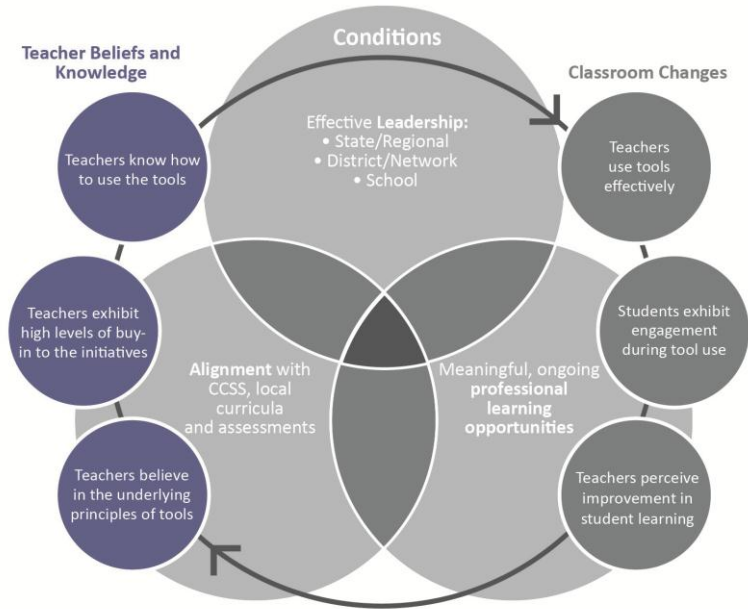 Conditions
Teacher Beliefs and
Knowledge
Classroom Changes
Effective Leadership:
• State/Regional
• District/Network
• School
Teachers know how
to use the tools
Teachers
use tools
effectively
Teachers exhibit
high levels of buy-
in to the initiatives
Students exhibit
engagement
during tool use
Alignment with
CCSS, local
curricula
and assessments
Meaningful, ongoing
professional
learning
opportunities
Teachers believe
in the underlying
principles of tools
Teachers perceive
improvement in
student learning